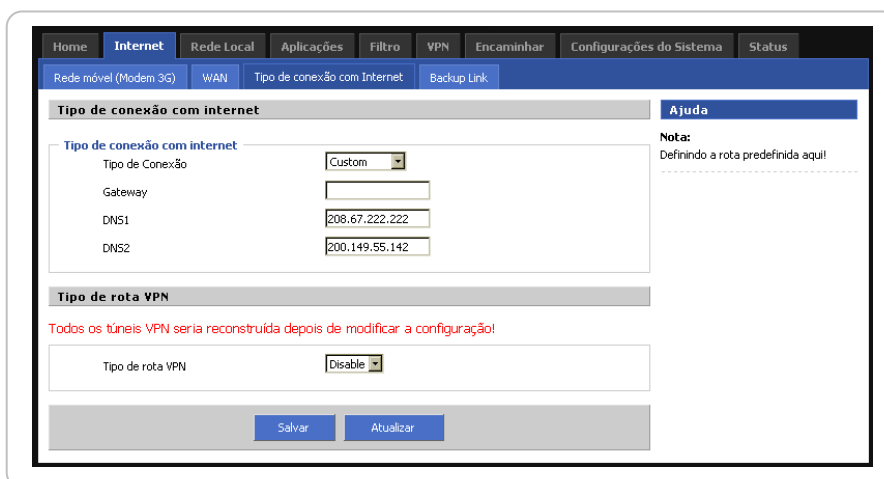 Home Internet Rede Local Aplicações Filtro VPN Encaminhar Configurações do Sistema Status
Rede móvel (Modem 3G) WAN Tipo de conexão com Internet Backup Link
Tipo de conexão com internet
Tipo de conexão com internet
Tipo de Conexão Custom
Gateway
DNS1 208.67.222.222
DNS2 200.149.55.142
Tipo de rota VPN
Todos os túneis VPN seria reconstruída depois de modificar a configuração!
Tipo de rota VPN Disable
Salvar Atualizar
Ajuda
Nota:
Definindo a rota predefinida aqui!